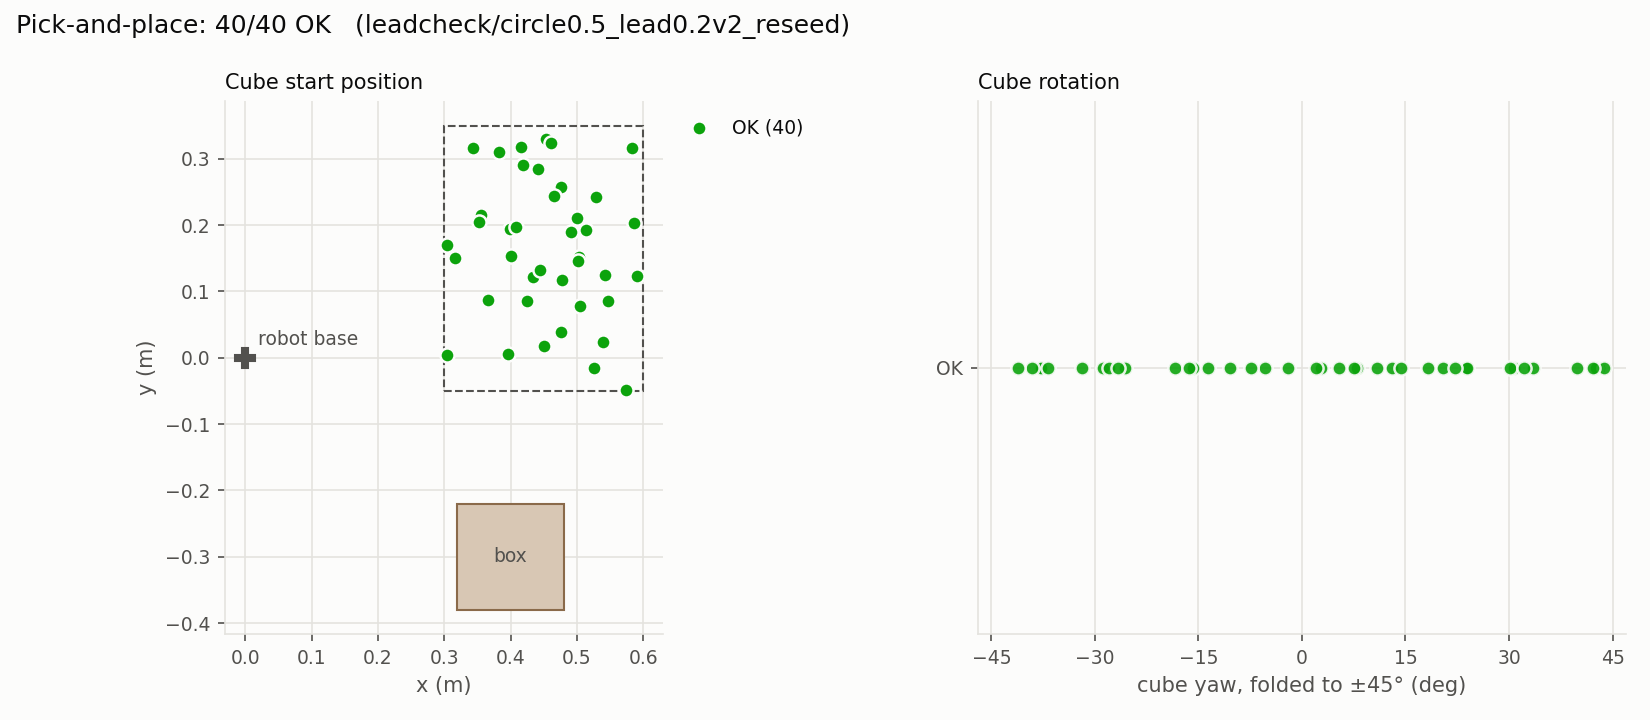 Pick-and-place: 40/40 OK   (leadcheck/circle0.5_lead0.2v2_reseed)
Cube start position
OK (40)
0.3
0.2
0.1
0.0
−0.1
−0.2
−0.3
−0.4
y (m)
robot base
box
0.0 0.1 0.2 0.3 0.4 0.5 0.6
x (m)
Cube rotation
OK
−45 −30 −15 0 15 30 45
cube yaw, folded to ±45° (deg)